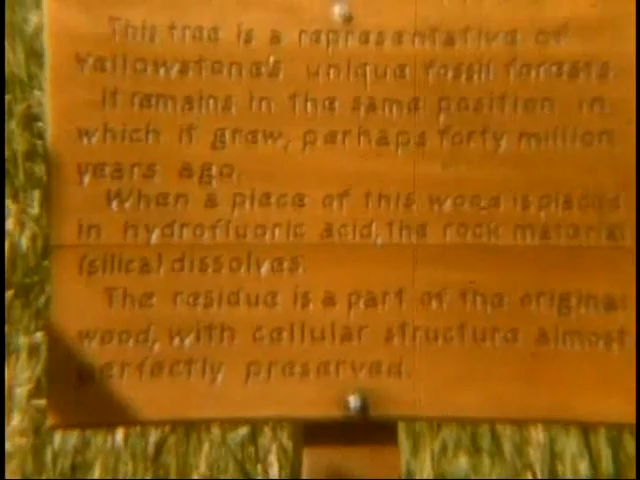 This tree is a representative of
Yellowstone's unique fossil forests.
It remains in the same position in
which it grew, perhaps forty million
years ago.
When a piece of this wood is placed
in hydrofluoric acid, the rock material
(silica) dissolves.
The residue is a part of the original
wood, with cellular structure almost
perfectly preserved.